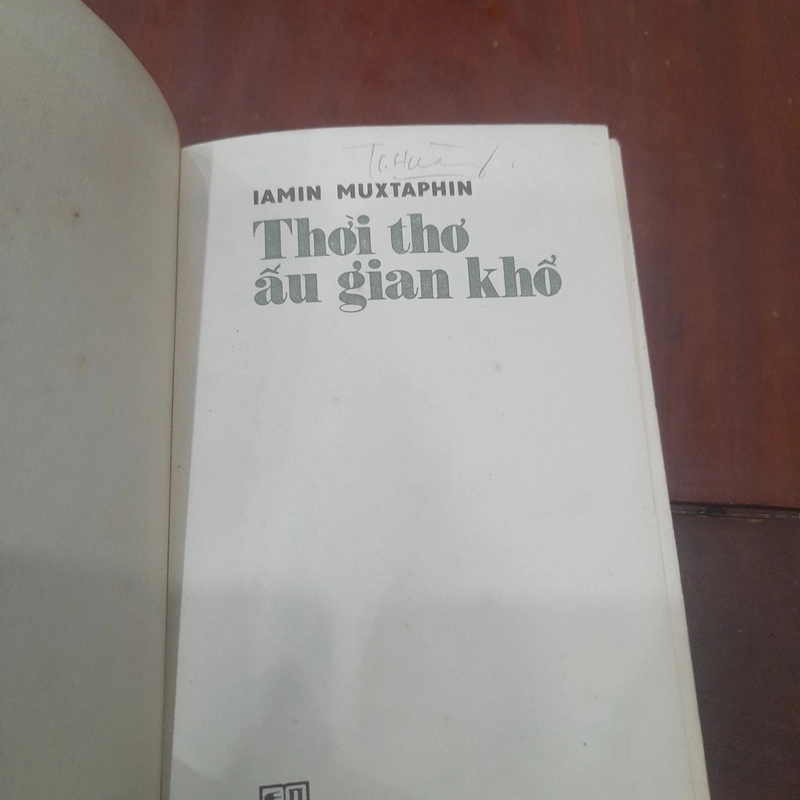 IAMIN MUXTAPHIN
Thời thơ
ấu gian khổ